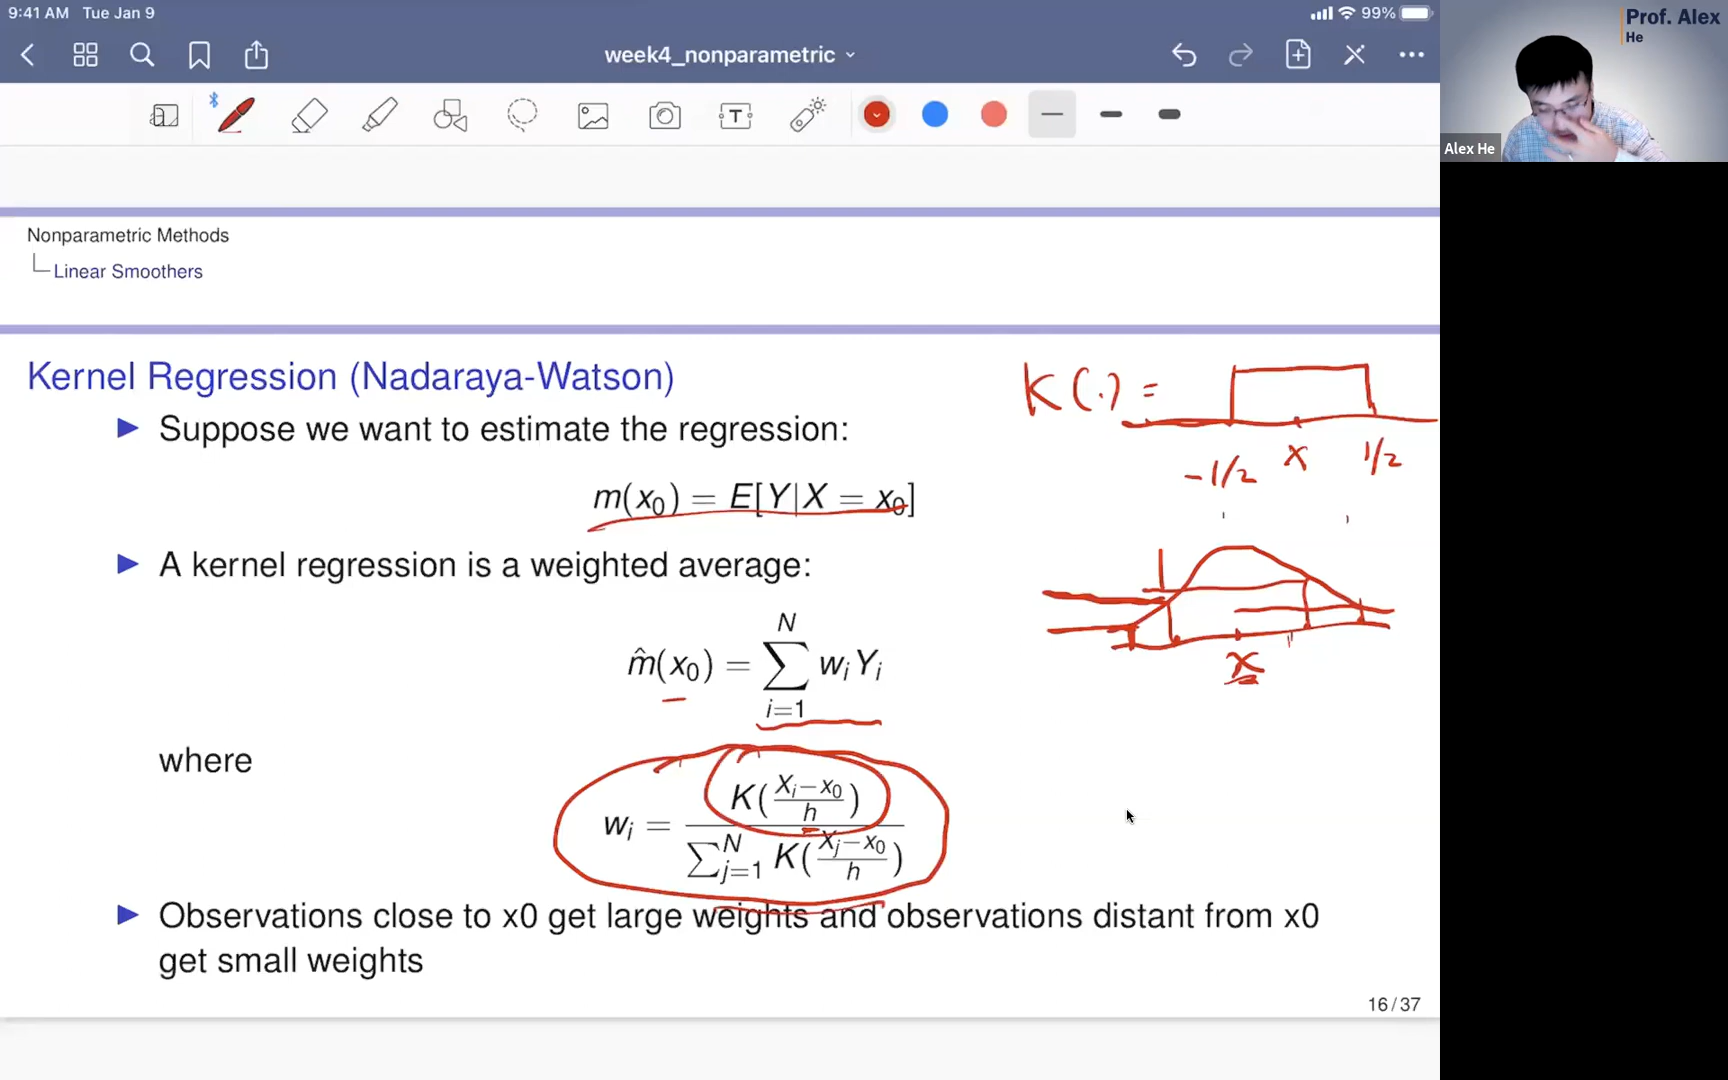 9:41 AM Tue Jan 9
99%
week4_nonparametric
Prof. Alex
He
Alex He
Nonparametric Methods
Linear Smoothers
Kernel Regression (Nadaraya-Watson)
▶ Suppose we want to estimate the regression:
m(x₀) = E[Y|X = x₀]
▶ A kernel regression is a weighted average:
m̂(x₀) = ∑ᵢ₌₁ᴺ wᵢYᵢ
where
wᵢ = K((Xᵢ−x₀)/h) / ∑ⱼ₌₁ᴺ K((Xⱼ−x₀)/h)
▶ Observations close to x0 get large weights and observations distant from x0
get small weights
16/37
K(·) =
-1/2 x 1/2
x